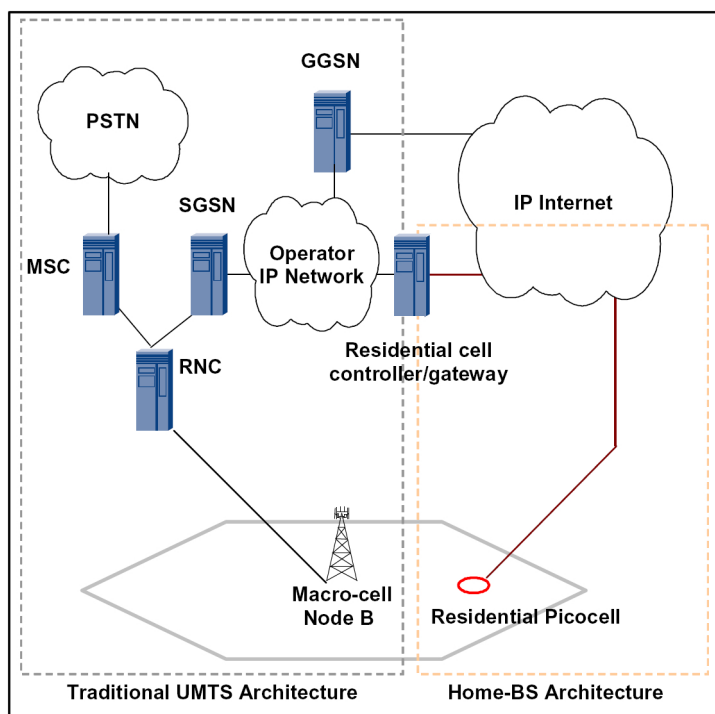 GGSN
PSTN
IP Internet
SGSN
MSC
Operator
IP Network
Residential cell
controller/gateway
RNC
Macro-cell
Node B
Residential Picocell
Traditional UMTS Architecture
Home-BS Architecture